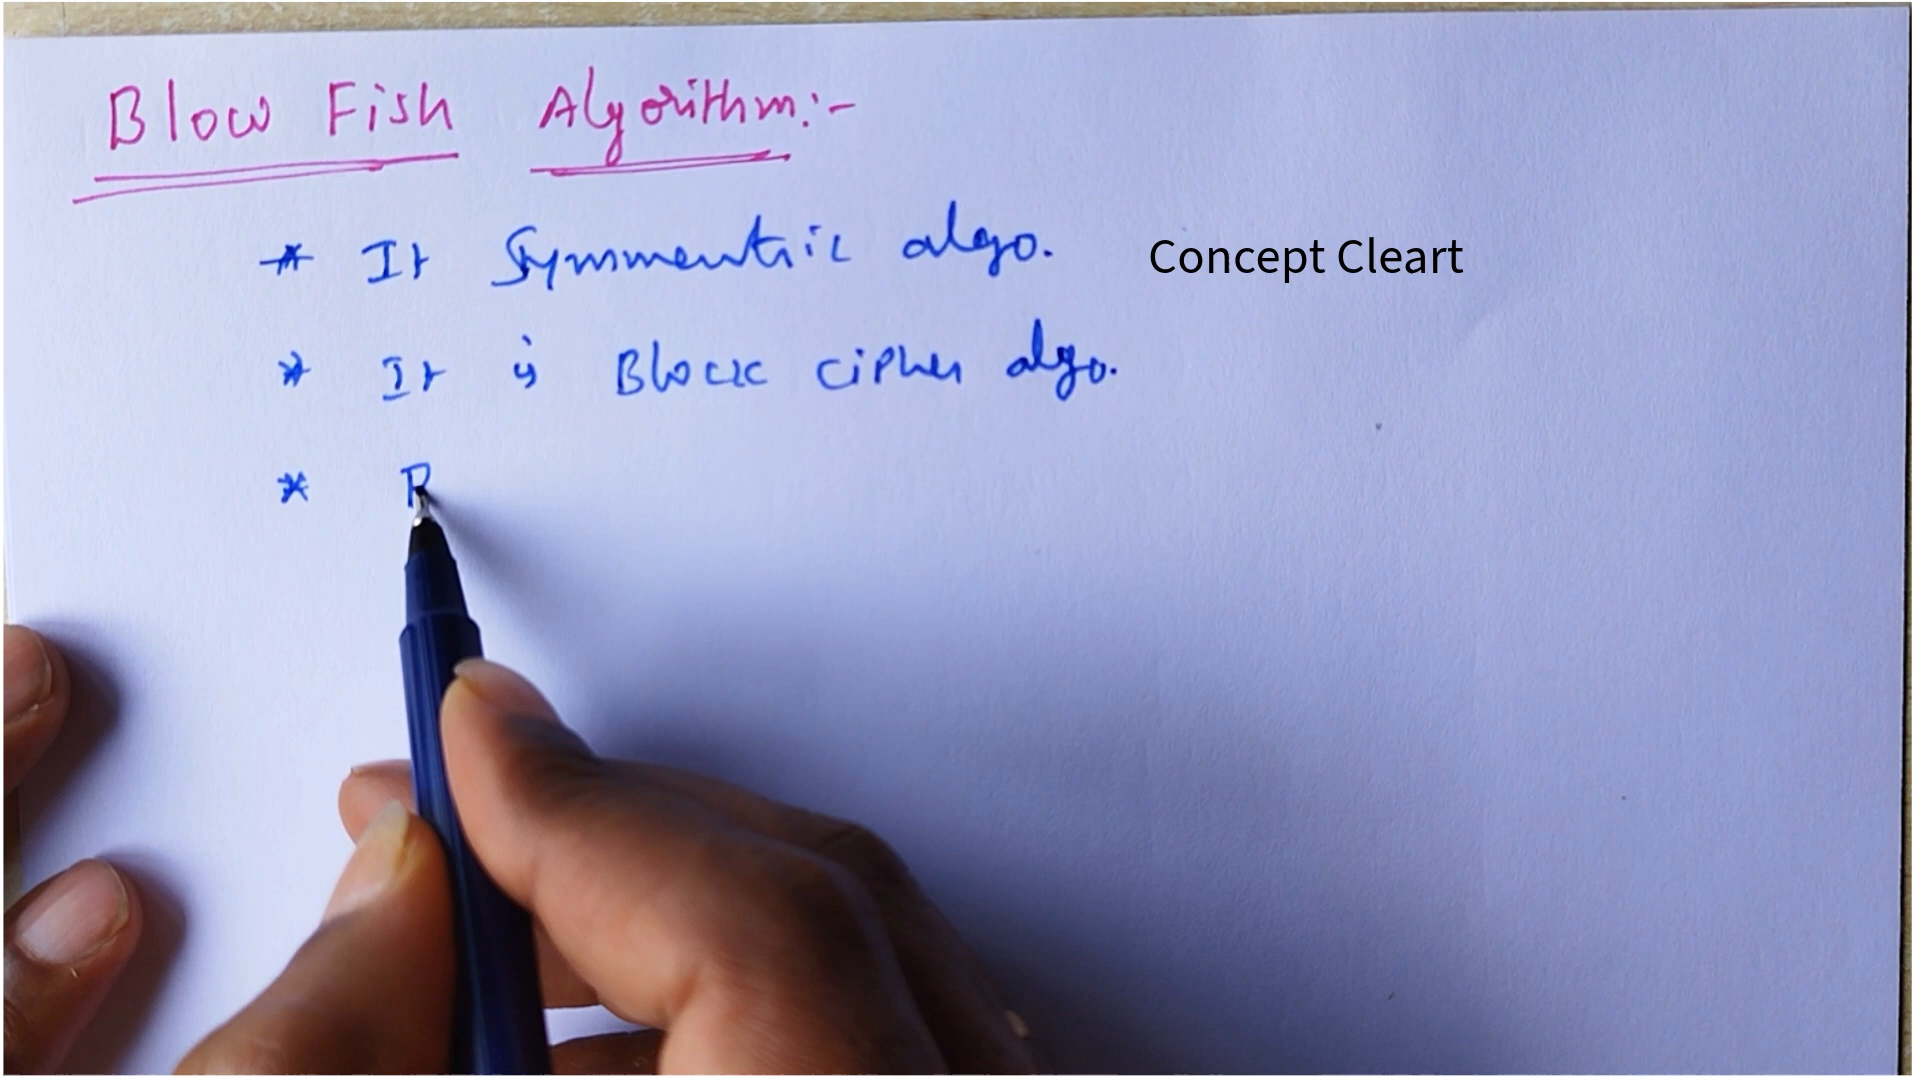 Blow Fish Algorithm:-
* It Symmentric algo. Concept Cleart
* It is Block cipher algo.
*